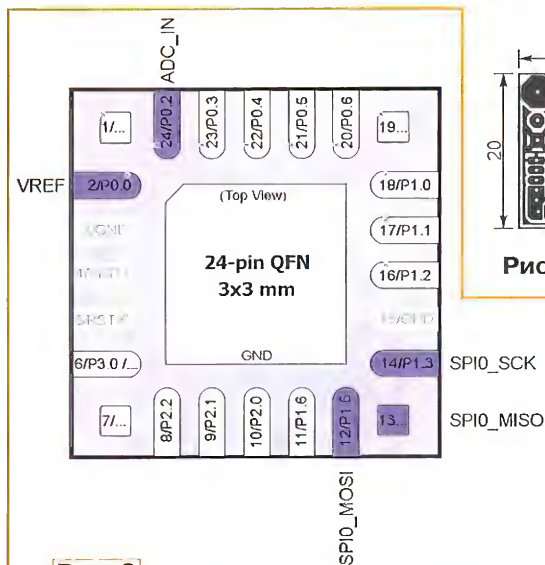 ADC_IN
1/...
24/P0.2
23/P0.3
22/P0.4
21/P0.5
20/P0.6
19...
VREF
2/P0.0
(Top View)
18/P1.0
17/P1.1
24-pin QFN
3x3 mm
16/P1.2
6/P3.0 /...
GND
14/P1.3
SPI0_SCK
7/...
8/P2.2
9/P2.1
10/P2.0
11/P1.6
12/P1.5
13...
SPI0_MISO
SPI0_MOSI
20
Рис